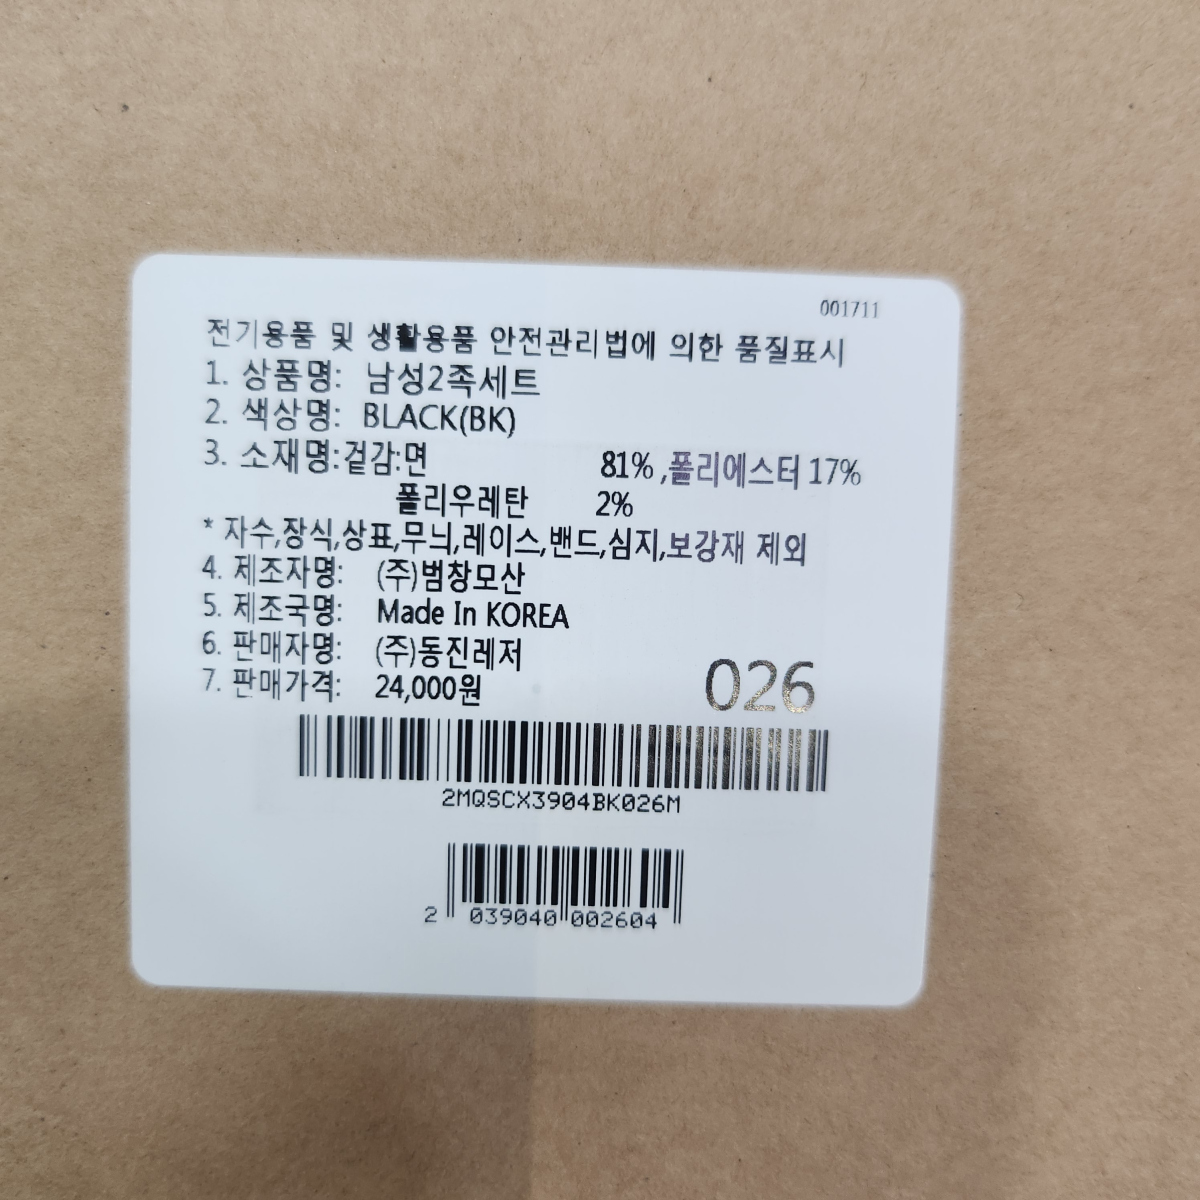 001711
전기용품 및 생활용품 안전관리법에 의한 품질표시
1. 상품명: 남성2족세트
2. 색상명: BLACK(BK)
3. 소재명:겉감:면 81% ,폴리에스터 17%
폴리우레탄 2%
* 자수,장식,상표,무늬,레이스,밴드,심지,보강재 제외
4. 제조자명: (주)범창모산
5. 제조국명: Made In KOREA
6. 판매자명: (주)동진레저
7. 판매가격: 24,000원
026
2MQSCX3904BK026M
2 039040 002604